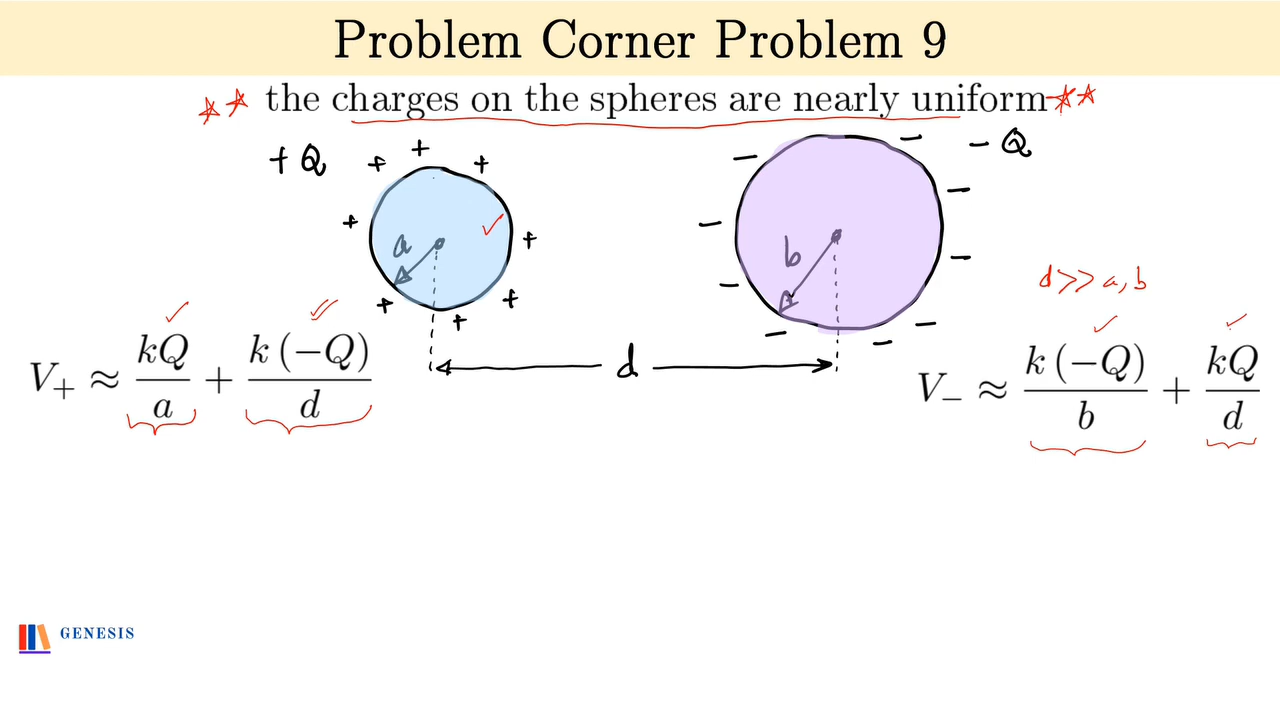 Problem Corner Problem 9
** the charges on the spheres are nearly uniform **
+Q
-Q
a
b
d >> a, b
V₊ ≈ kQ/a + k(−Q)/d
d
V₋ ≈ k(−Q)/b + kQ/d
GENESIS